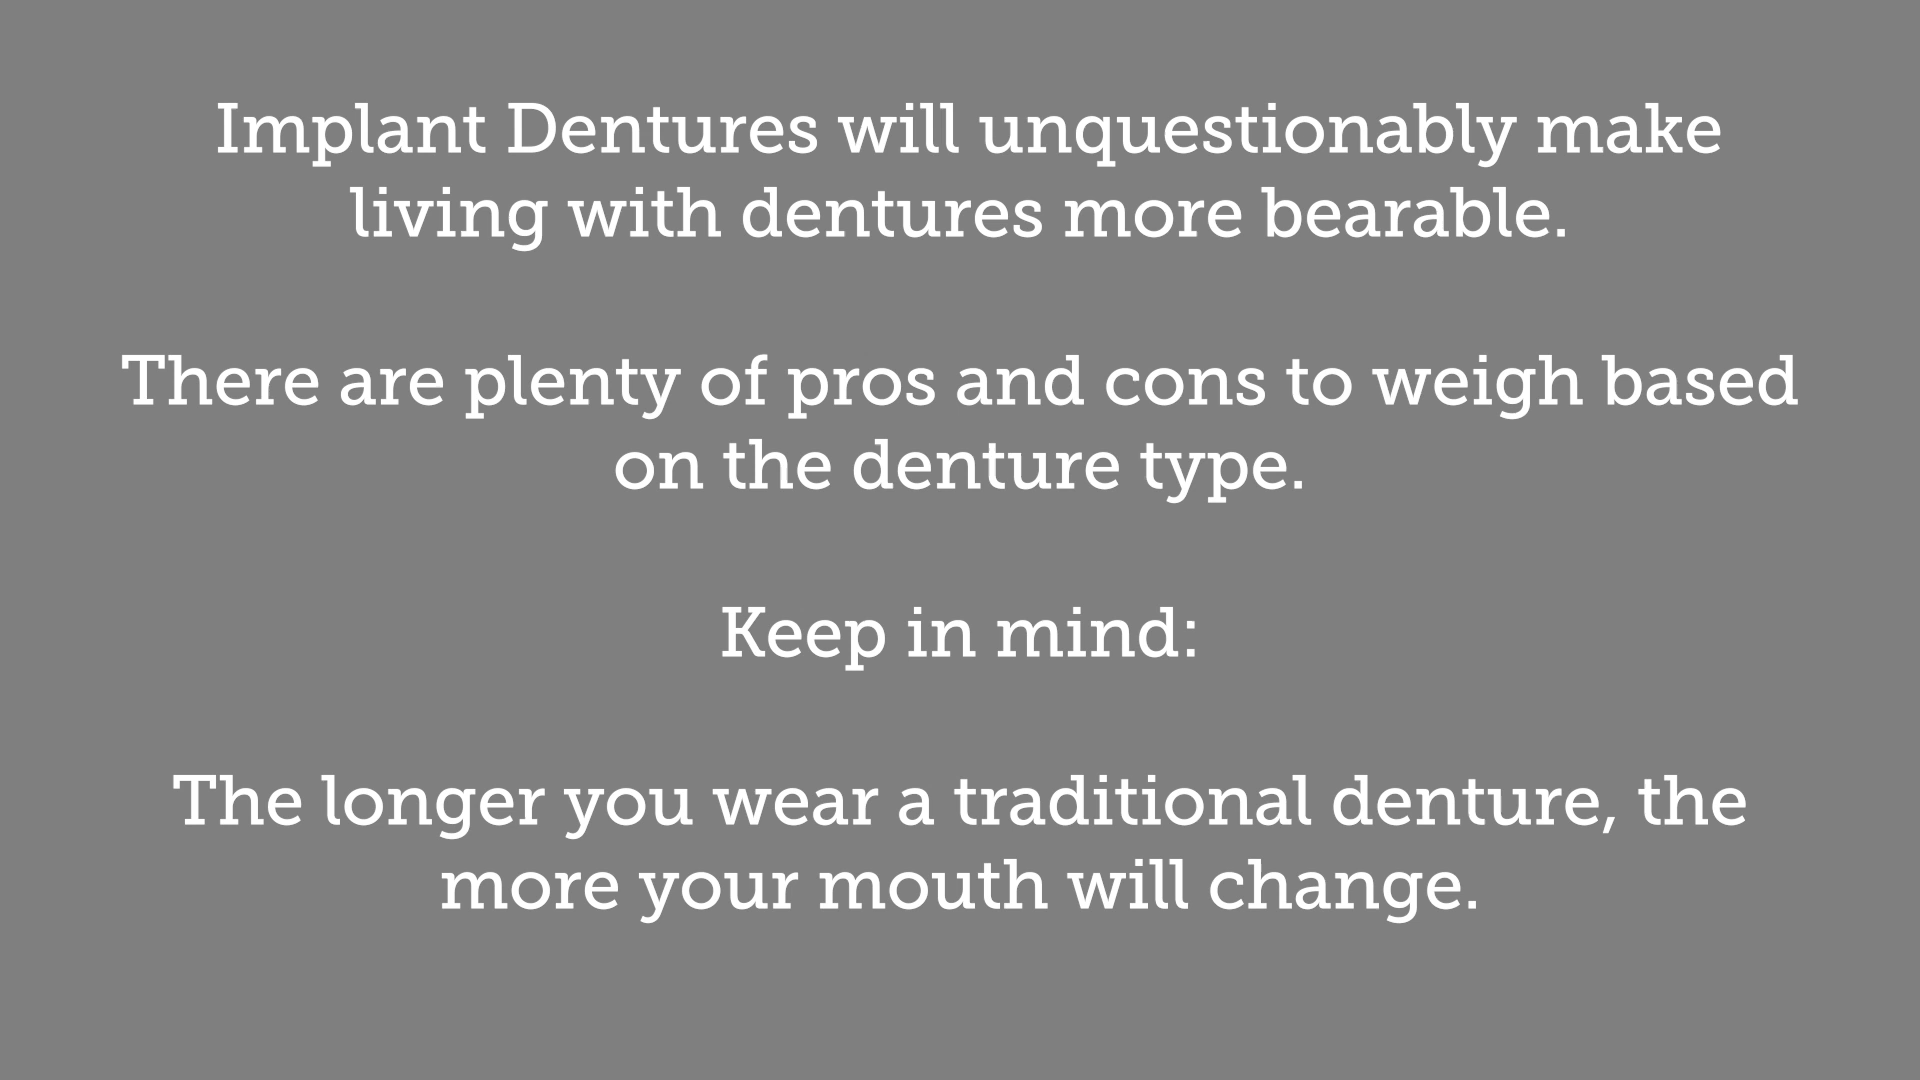 Implant Dentures will unquestionably make
living with dentures more bearable.
There are plenty of pros and cons to weigh based
on the denture type.
Keep in mind:
The longer you wear a traditional denture, the
more your mouth will change.